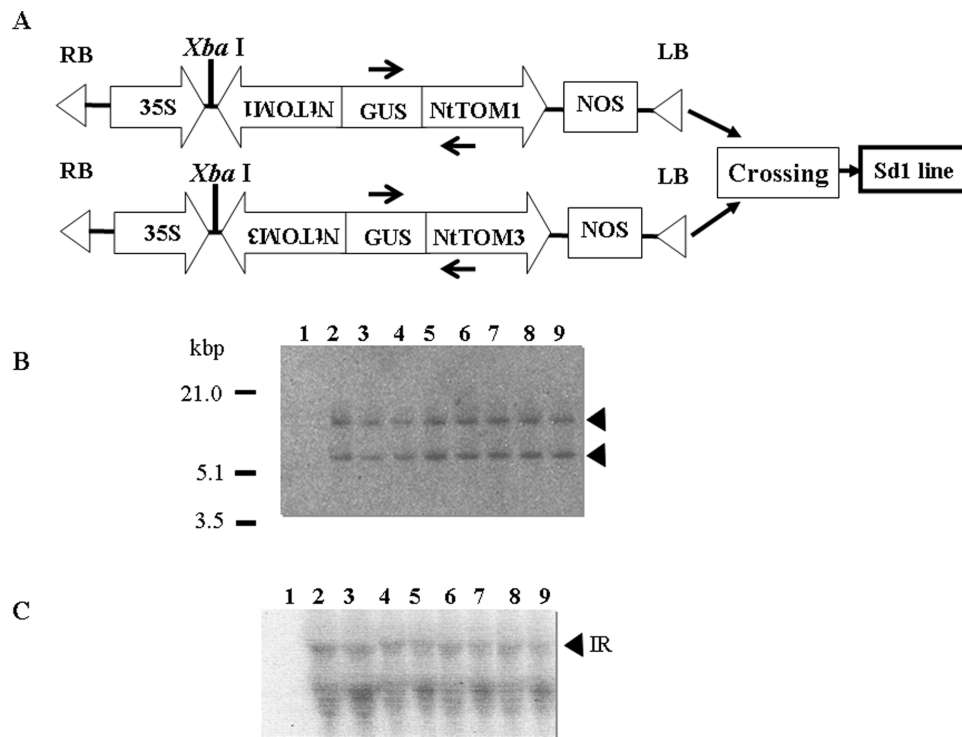 A
RB
Xba I
LB
35S
NtTOM1
GUS
NtTOM1
NOS
RB
Xba I
LB
Crossing
Sd1 line
35S
NtTOM3
GUS
NtTOM3
NOS
B
kbp
1 2 3 4 5 6 7 8 9
21.0
5.1
3.5
C
1 2 3 4 5 6 7 8 9
IR